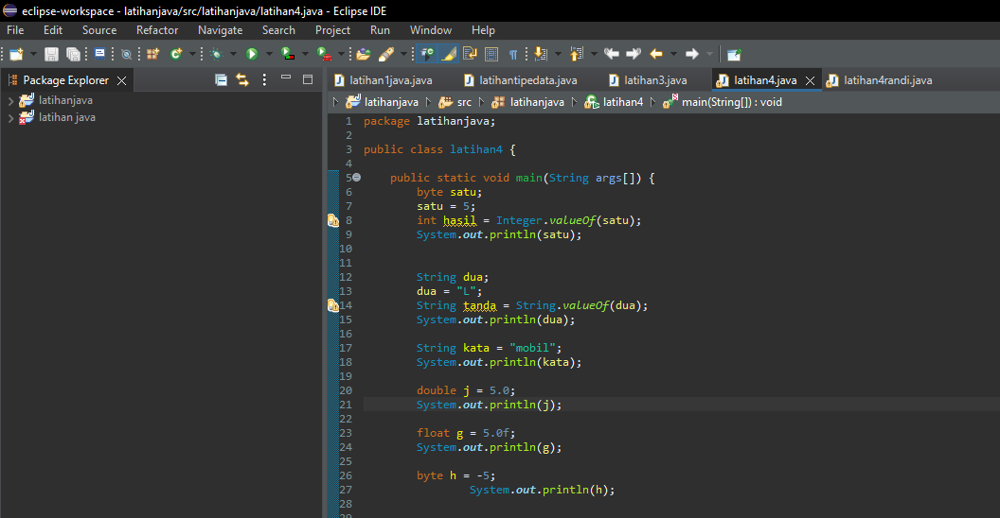 eclipse-workspace - latihanjava/src/latihanjava/latihan4.java - Eclipse IDE
File Edit Source Refactor Navigate Search Project Run Window Help
Package Explorer
latihanjava
latihan java
latihan1java.java latihantipedata.java latihan3.java latihan4.java latihan4randi.java
latihanjava src latihanjava latihan4 main(String[]) : void
1 package latihanjava;
2
3 public class latihan4 {
4
5 public static void main(String args[]) {
6 byte satu;
7 satu = 5;
8 int hasil = Integer.valueOf(satu);
9 System.out.println(satu);
10
11
12 String dua;
13 dua = "L";
14 String tanda = String.valueOf(dua);
15 System.out.println(dua);
16
17 String kata = "mobil";
18 System.out.println(kata);
19
20 double j = 5.0;
21 System.out.println(j);
22
23 float g = 5.0f;
24 System.out.println(g);
25
26 byte h = -5;
27 System.out.println(h);
28